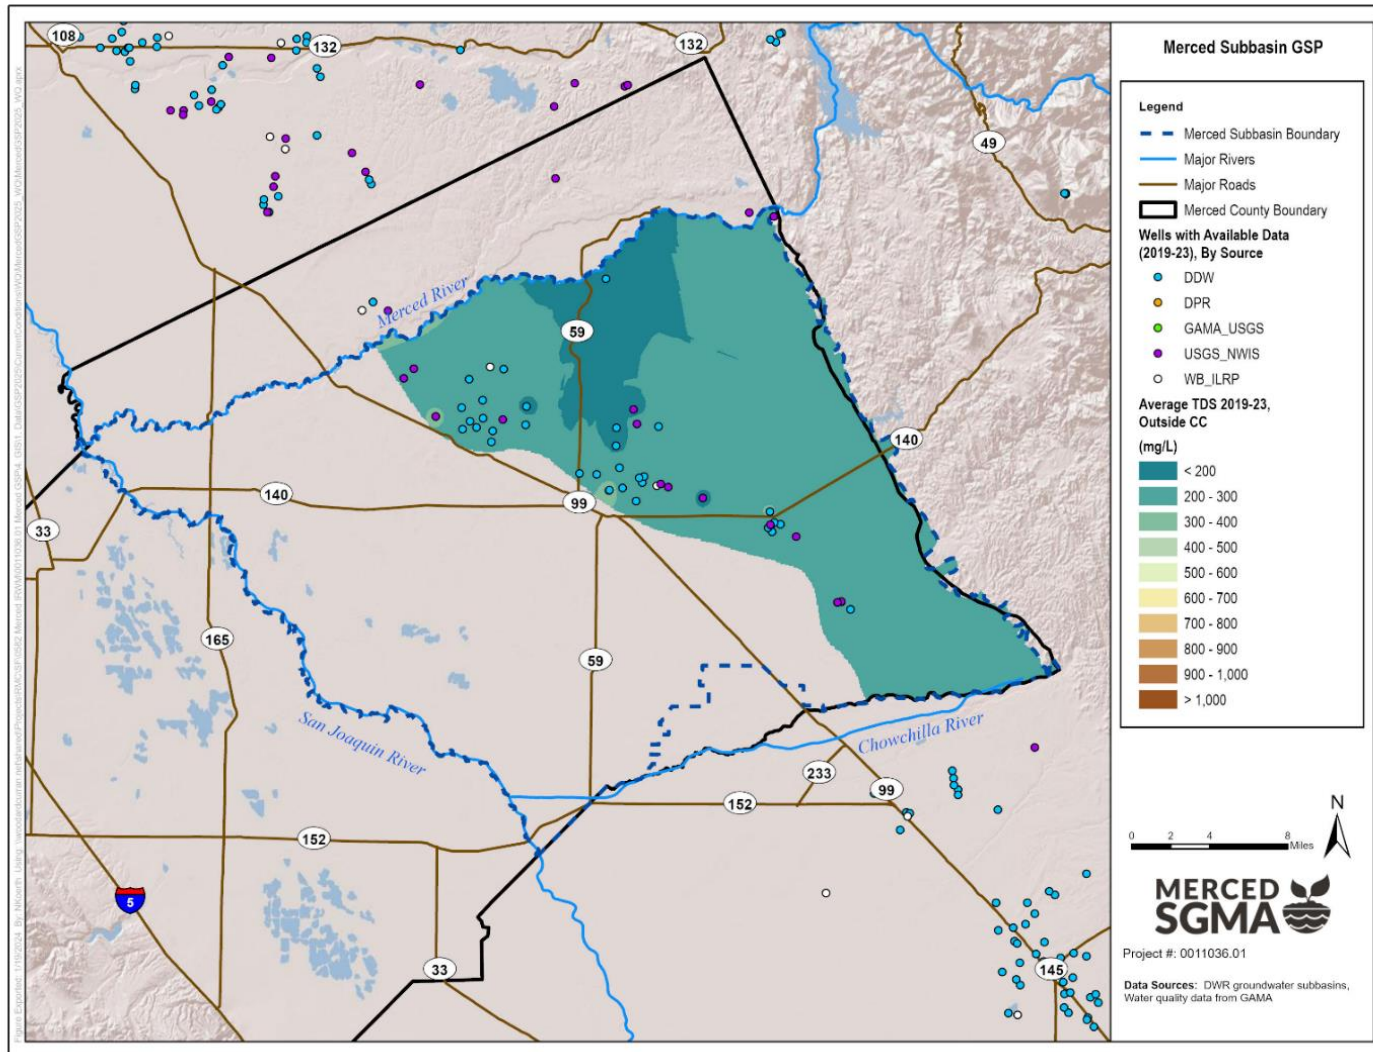 Merced Subbasin GSP
Legend
Merced Subbasin Boundary
Major Rivers
Major Roads
Merced County Boundary
Wells with Available Data
(2019-23), By Source
DDW
DPR
GAMA_USGS
USGS_NWIS
WB_ILRP
Average TDS 2019-23,
Outside CC
(mg/L)
< 200
200 - 300
300 - 400
400 - 500
500 - 600
600 - 700
700 - 800
800 - 900
900 - 1,000
> 1,000
N
0 2 4 8
Miles
MERCED
SGMA
Project #: 0011036.01
Data Sources: DWR groundwater subbasins,
Water quality data from GAMA
108
132
132
49
Merced River
59
140
140
99
33
165
59
San Joaquin River
Chowchilla River
233
99
152
152
5
33
145